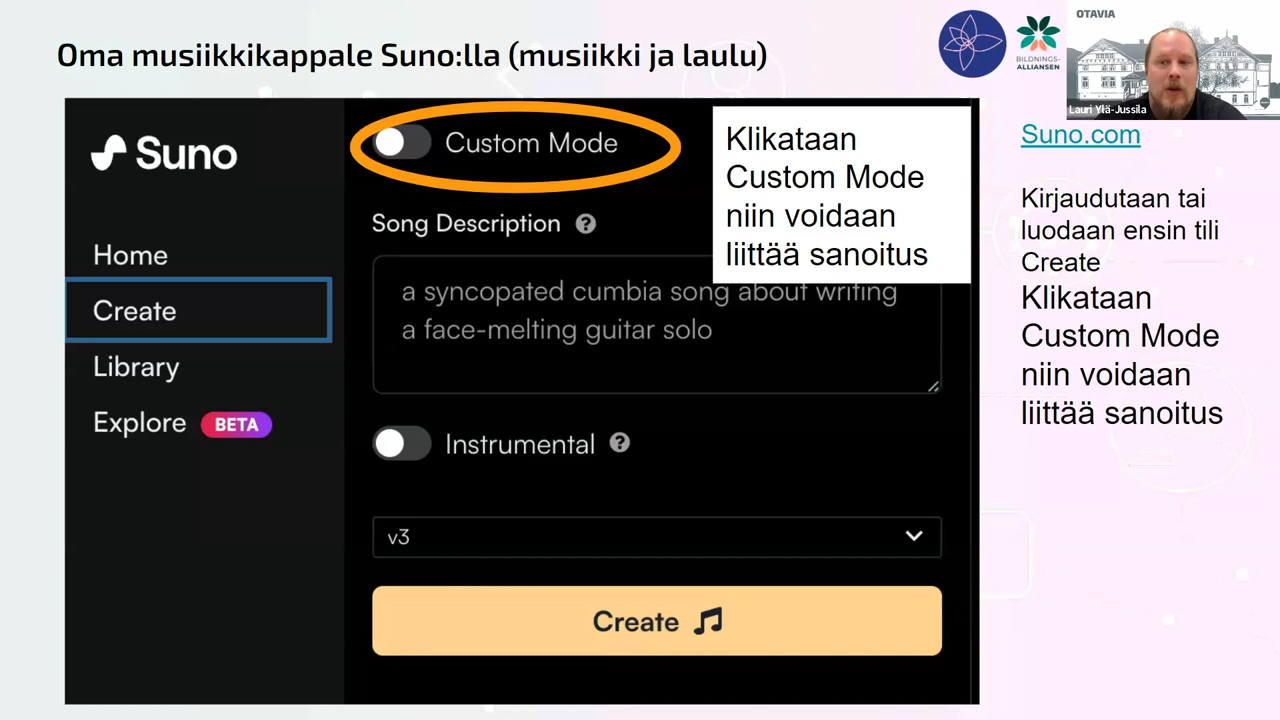 Oma musiikkikappale Suno:lla (musiikki ja laulu)
BILDNINGS-
ALLIANSEN
OTAVIA
Lauri Ylä-Jussila
Suno
Home
Create
Library
Explore BETA
Custom Mode
Song Description ?
a syncopated cumbia song about writing
a face-melting guitar solo
Instrumental ?
v3
Create
Klikataan
Custom Mode
niin voidaan
liittää sanoitus
Suno.com
Kirjaudutaan tai
luodaan ensin tili
Create
Klikataan
Custom Mode
niin voidaan
liittää sanoitus